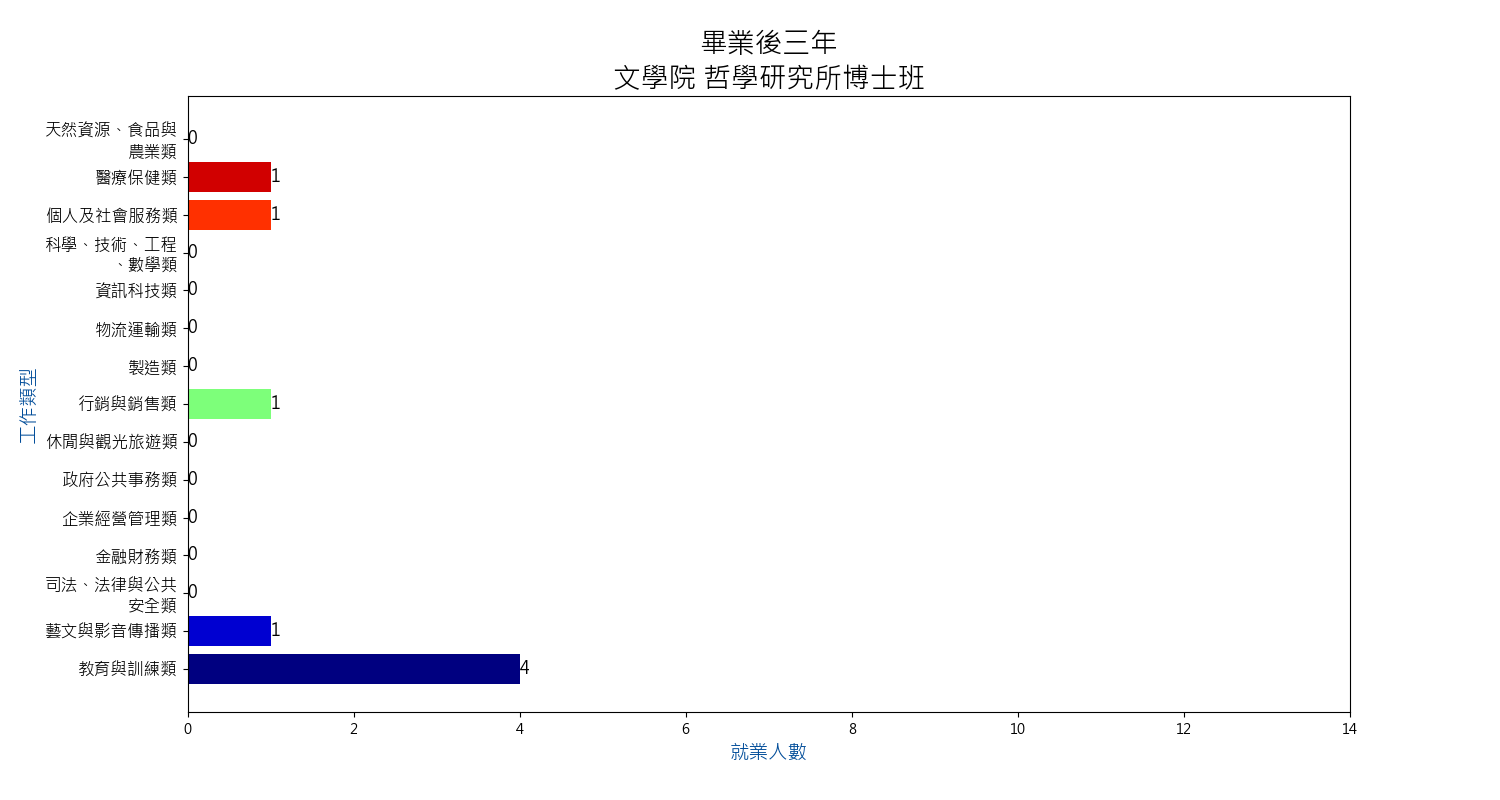 畢業後三年
文學院 哲學研究所博士班
天然資源、食品與
農業類
0
醫療保健類
1
個人及社會服務類
1
科學、技術、工程
、數學類
0
資訊科技類
0
物流運輸類
0
製造類
0
行銷與銷售類
1
休閒與觀光旅遊類
0
政府公共事務類
0
企業經營管理類
0
金融財務類
0
司法、法律與公共
安全類
0
藝文與影音傳播類
1
教育與訓練類
4
工作類型
0 2 4 6 8 10 12 14
就業人數